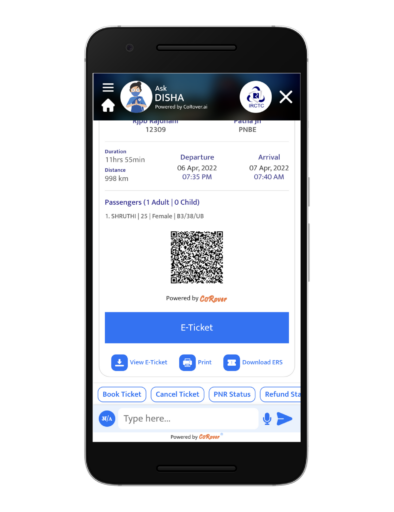 Ask
DISHA
Powered by CoRover.ai
IRCTC
Rjpb Rajdhani
Patna Jn
12309
PNBE
Duration
11hrs 55min
Distance
998 km
Departure
06 Apr, 2022
07:35 PM
Arrival
07 Apr, 2022
07:40 AM
Passengers (1 Adult | 0 Child)
1. SHRUTHI | 25 | Female | B3/38/UB
Powered by CoRover
E-Ticket
View E-Ticket
Print
Download ERS
Book Ticket
Cancel Ticket
PNR Status
Refund Sta
Type here...
Powered by CoRover